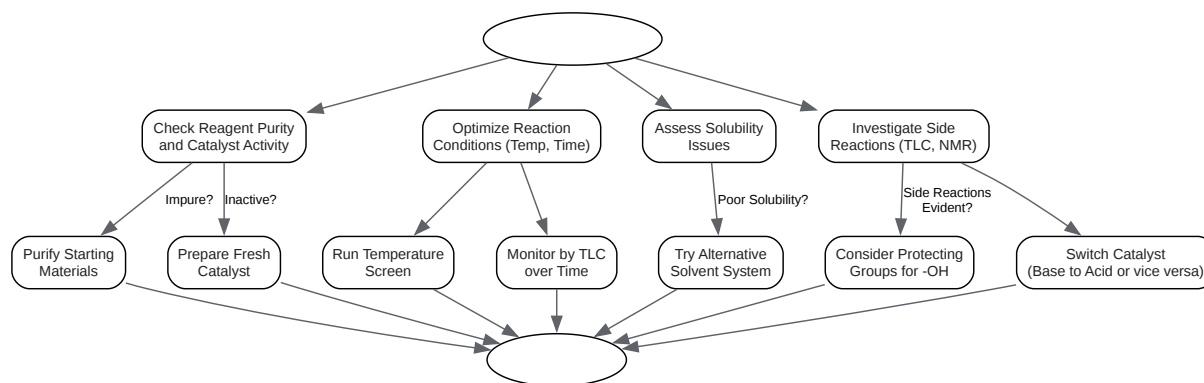 Check Reagent Purity
and Catalyst Activity
Optimize Reaction
Conditions (Temp, Time)
Assess Solubility
Issues
Investigate Side
Reactions (TLC, NMR)
Impure?
Inactive?
Poor Solubility?
Side Reactions
Evident?
Purify Starting
Materials
Prepare Fresh
Catalyst
Run Temperature
Screen
Monitor by TLC
over Time
Try Alternative
Solvent System
Consider Protecting
Groups for -OH
Switch Catalyst
(Base to Acid or vice versa)